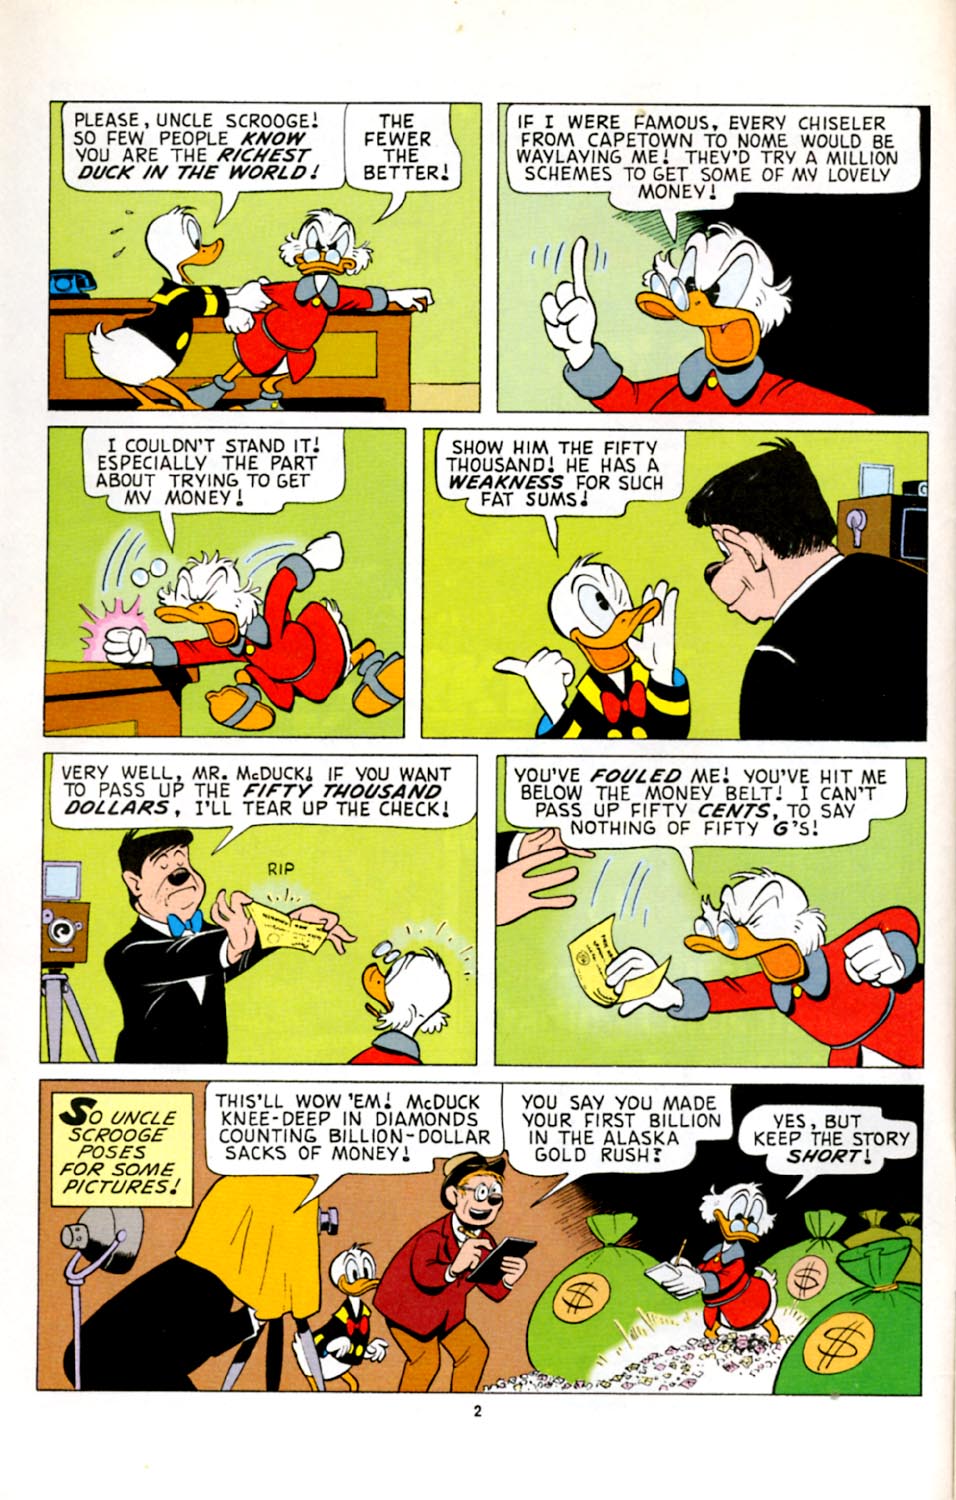 PLEASE, UNCLE SCROOGE!
SO FEW PEOPLE KNOW
YOU ARE THE RICHEST
DUCK IN THE WORLD!
THE
FEWER
THE
BETTER!
IF I WERE FAMOUS, EVERY CHISELER
FROM CAPETOWN TO NOME WOULD BE
WAYLAYING ME! THEY'D TRY A MILLION
SCHEMES TO GET SOME OF MY LOVELY
MONEY!
I COULDN'T STAND IT!
ESPECIALLY THE PART
ABOUT TRYING TO GET
MY MONEY!
SHOW HIM THE FIFTY
THOUSAND! HE HAS A
WEAKNESS FOR SUCH
FAT SUMS!
VERY WELL, MR. McDUCK! IF YOU WANT
TO PASS UP THE FIFTY THOUSAND
DOLLARS, I'LL TEAR UP THE CHECK!
RIP
YOU'VE FOULED ME! YOU'VE HIT ME
BELOW THE MONEY BELT! I CAN'T
PASS UP FIFTY CENTS, TO SAY
NOTHING OF FIFTY G'S!
SO UNCLE
SCROOGE
POSES
FOR SOME
PICTURES!
THIS'LL WOW 'EM! McDUCK
KNEE-DEEP IN DIAMONDS
COUNTING BILLION-DOLLAR
SACKS OF MONEY!
YOU SAY YOU MADE
YOUR FIRST BILLION
IN THE ALASKA
GOLD RUSH?
YES, BUT
KEEP THE STORY
SHORT!
$
$
$
2